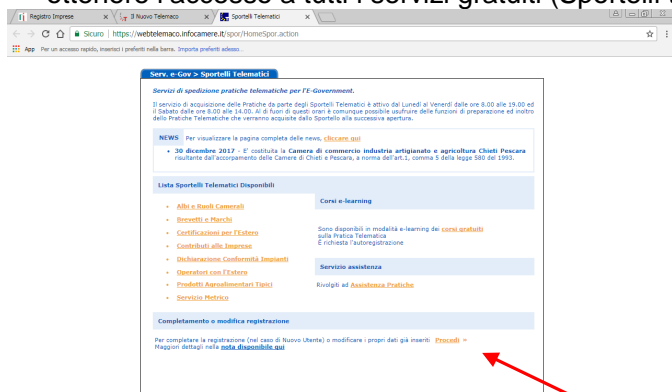 ottenere l'accesso a tutti i servizi gratuiti (Sportelli
Registro Imprese
Il Nuovo Telemaco
Sportelli Telematici
Sicuro | https://webtelemaco.infocamere.it/spor/HomeSpor.action
App Per un accesso rapido, inserisci i preferiti nella barra. Importa preferiti adesso...
Serv. e-Gov > Sportelli Telematici
Servizi di spedizione pratiche telematiche per l'E-Government.
Il servizio di acquisizione delle Pratiche da parte degli Sportelli Telematici è attivo dal Lunedì al Venerdì dalle ore 8.00 alle 19.00 ed
il Sabato dalle ore 8.00 alle 14.00. Al di fuori di questi orari è comunque possibile usufruire delle funzioni di preparazione ed inoltro
dello Pratiche Telematiche che verranno acquisite dallo Sportello alla successiva apertura.
NEWS Per visualizzare la pagina completa delle news, cliccare qui
• 30 dicembre 2017 - E' costituita la Camera di commercio industria artigianato e agricoltura Chieti Pescara
risultante dall'accorpamento delle Camere di Chieti e Pescara, a norma dell'art.1, comma 5 della legge 580 del 1993.
Lista Sportelli Telematici Disponibili
• Albi e Ruoli Camerali
• Brevetti e Marchi
• Certificazioni per l'Estero
• Contributi alle Imprese
• Dichiarazione Conformità Impianti
• Operatori con l'Estero
• Prodotti Agroalimentari Tipici
• Servizio Metrico
Corsi e-learning
Sono disponibili in modalità e-learning dei corsi gratuiti
sulla Pratica Telematica
È richiesta l'autoregistrazione
Servizio assistenza
Rivolgiti ad Assistenza Pratiche
Completamento o modifica registrazione
Per completare la registrazione (nel caso di Nuovo Utente) o modificare i propri dati già inseriti Procedi »
Maggiori dettagli nella nota disponibile qui